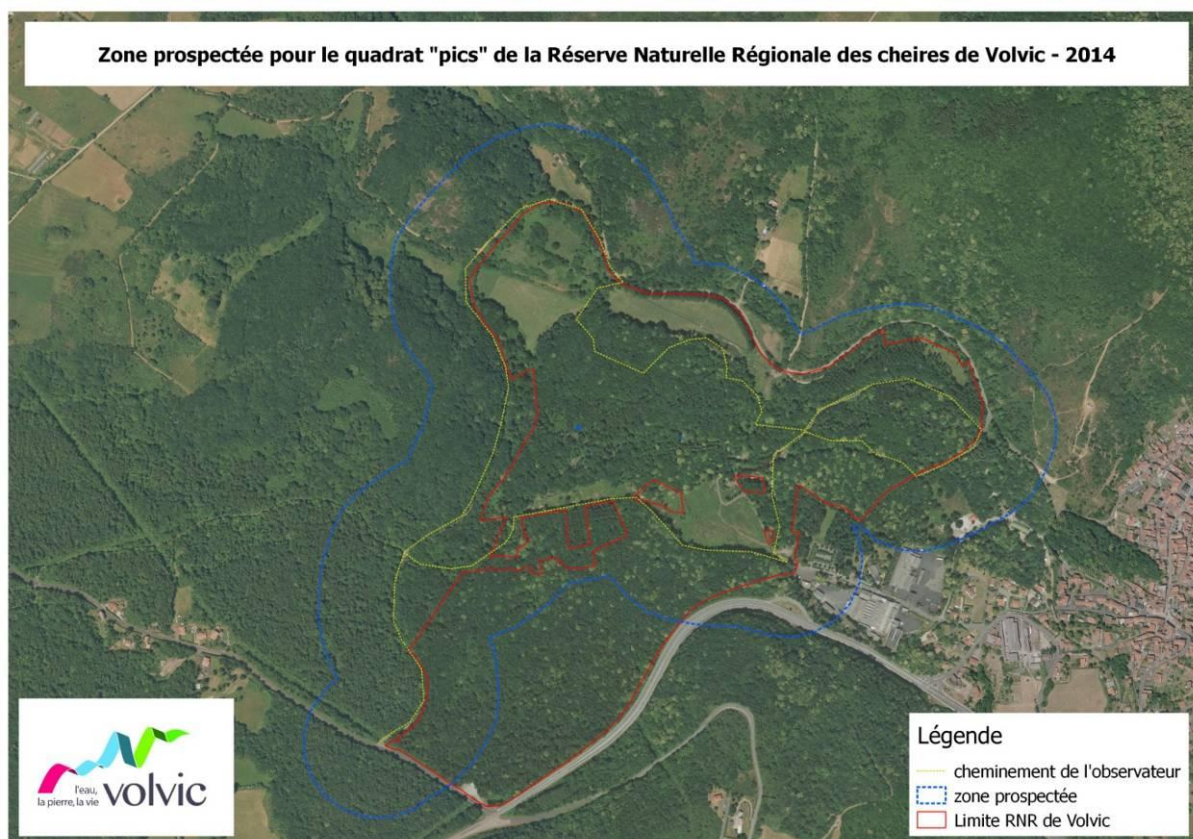 Zone prospectée pour le quadrat "pics" de la Réserve Naturelle Régionale des cheires de Volvic - 2014
l'eau,
la pierre, la vie volvic
Légende
cheminement de l'observateur
zone prospectée
Limite RNR de Volvic